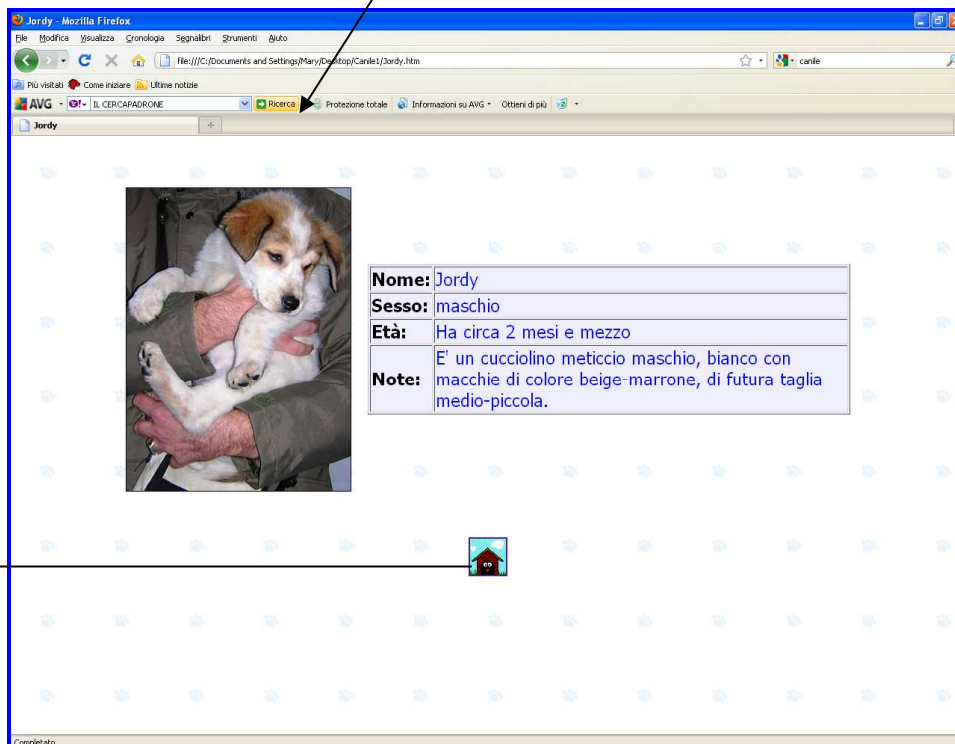 Jordy - Mozilla Firefox
File Modifica Visualizza Cronologia Segnalibri Strumenti Aiuto
file:///C:/Documents and Settings/Mary/Desktop/Canile1/Jordy.htm
canile
Più visitati Come iniziare Ultime notizie
AVG IL CERCAPADRONE Ricerca Protezione totale Informazioni su AVG Ottieni di più
Jordy
Nome: Jordy
Sesso: maschio
Età: Ha circa 2 mesi e mezzo
Note: E' un cucciolino meticcio maschio, bianco con
macchie di colore beige-marrone, di futura taglia
medio-piccola.
Completato